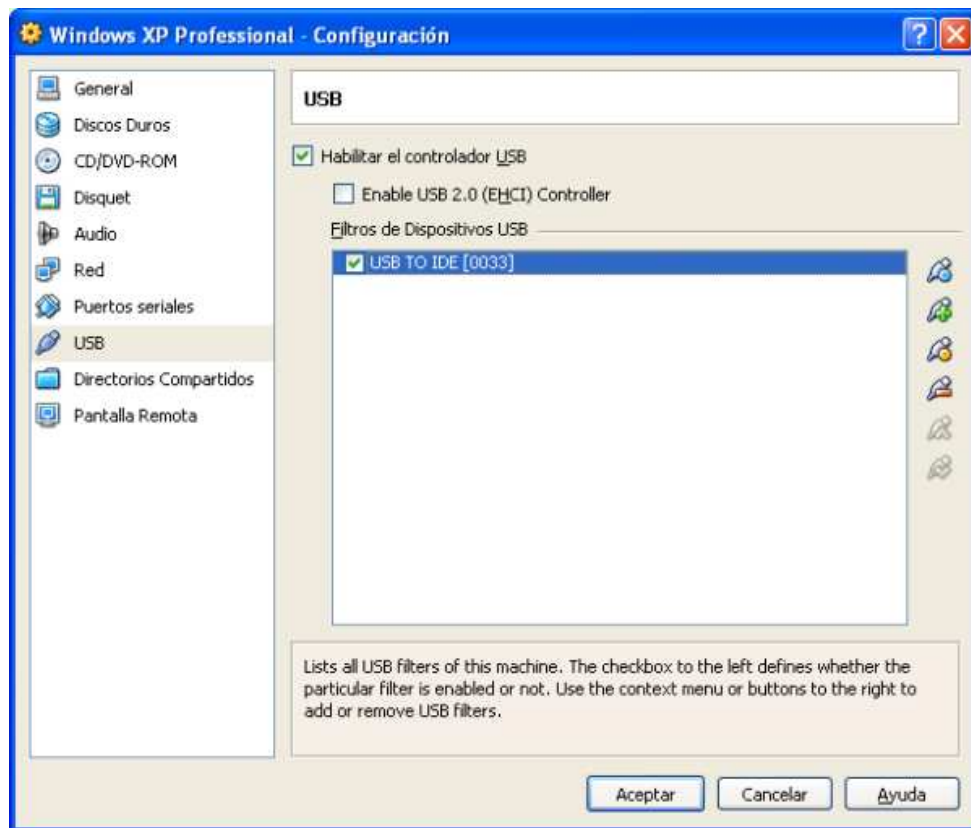 Windows XP Professional - Configuración
General
Discos Duros
CD/DVD-ROM
Disquet
Audio
Red
Puertos seriales
USB
Directorios Compartidos
Pantalla Remota
USB
Habilitar el controlador USB
Enable USB 2.0 (EHCI) Controller
Filtros de Dispositivos USB
USB TO IDE [0033]
Lists all USB filters of this machine. The checkbox to the left defines whether the
particular filter is enabled or not. Use the context menu or buttons to the right to
add or remove USB filters.
Aceptar
Cancelar
Ayuda